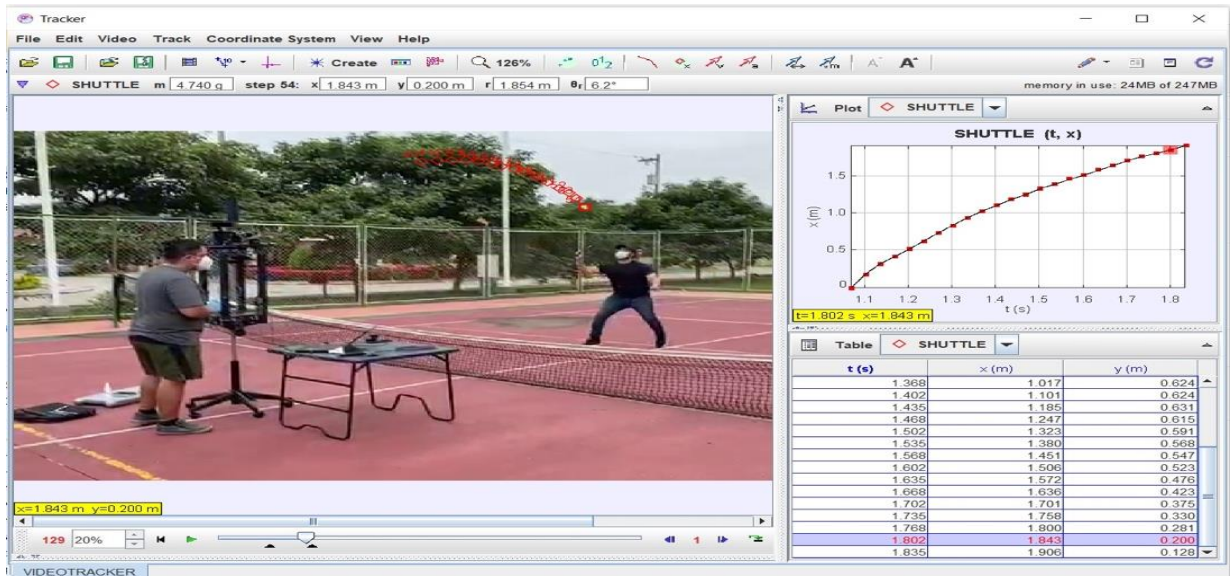 Tracker
File Edit Video Track Coordinate System View Help
Create 126% memory in use: 24MB of 247MB
SHUTTLE m 4.740 g step 54: x 1.843 m y 0.200 m r 1.854 m θr 6.2°
Plot SHUTTLE
SHUTTLE (t, x)
x(m)
1.5
1.0
0.5
0
1.1 1.2 1.3 1.4 1.5 1.6 1.7 1.8
t (s)
t=1.802 s x=1.843 m
Table SHUTTLE
t (s) x (m) y (m)
1.368 1.017 0.624
1.402 1.101 0.624
1.435 1.185 0.631
1.468 1.247 0.615
1.502 1.323 0.591
1.535 1.380 0.568
1.568 1.451 0.547
1.602 1.506 0.523
1.635 1.572 0.476
1.668 1.636 0.423
1.702 1.701 0.375
1.735 1.758 0.330
1.768 1.800 0.281
1.802 1.843 0.200
1.835 1.906 0.128
x=1.843 m y=0.200 m
129 20% 1
VIDEOTRACKER